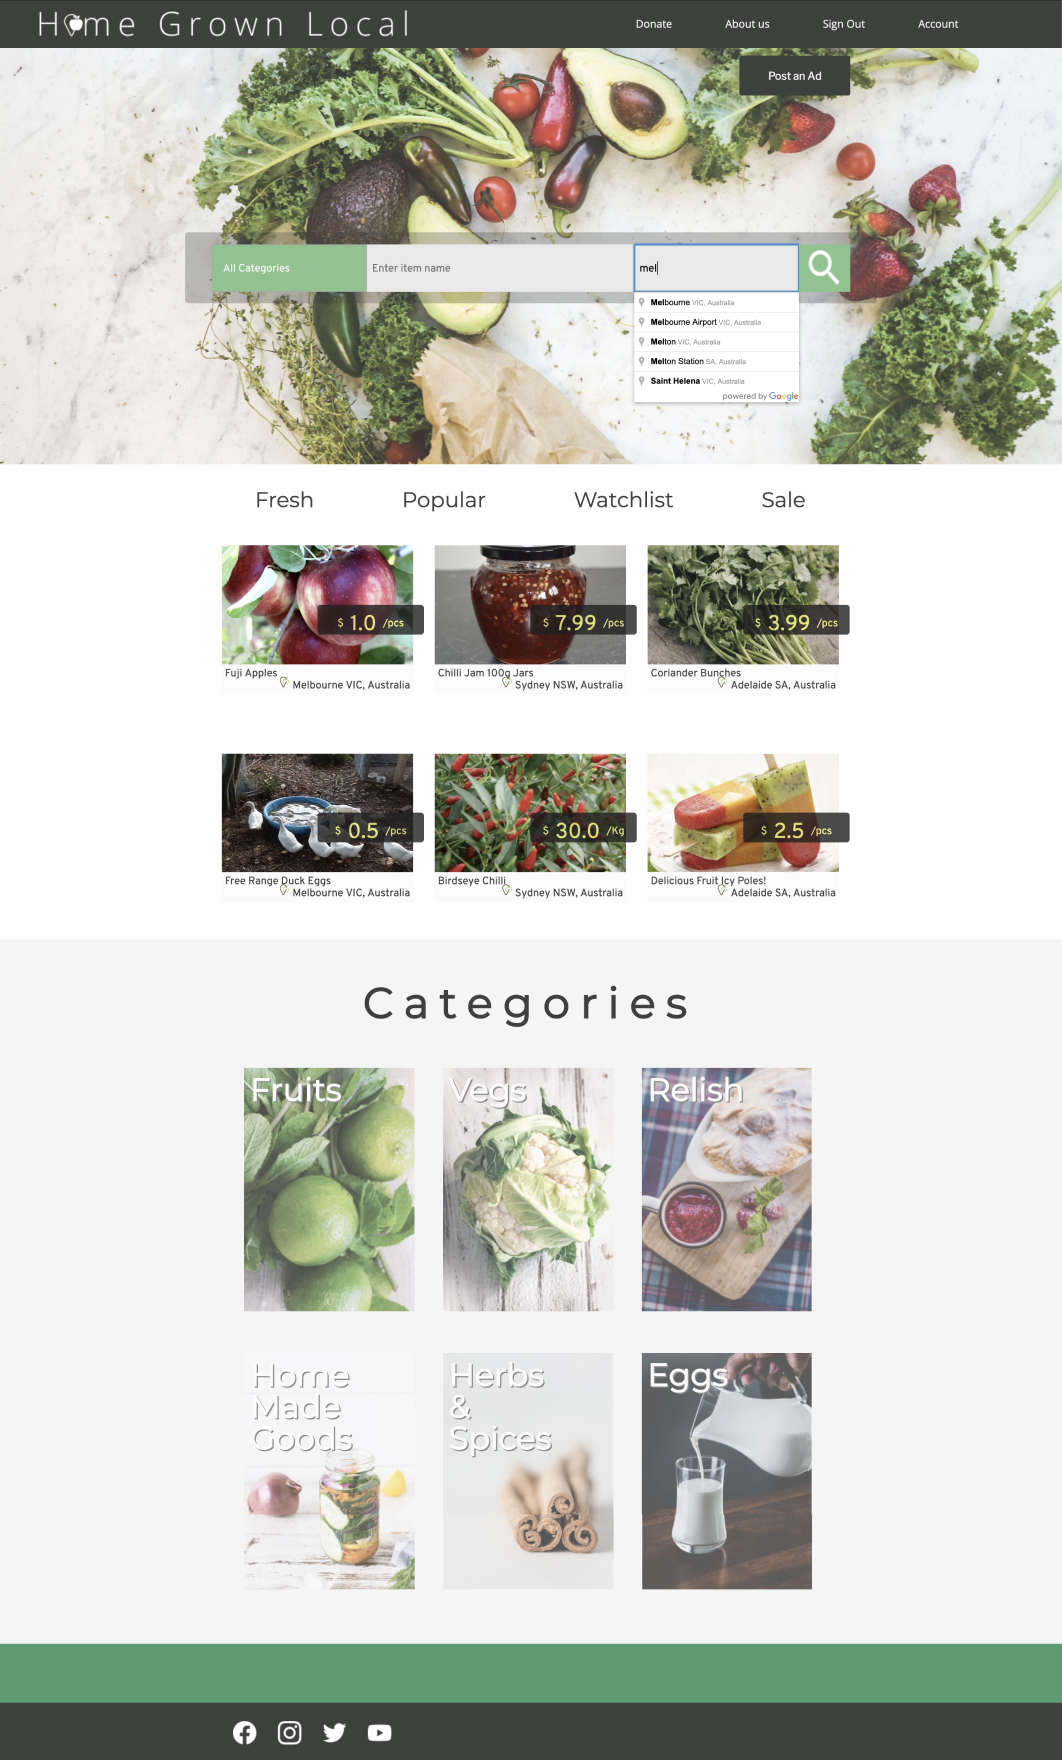 Home Grown Local
Donate
About us
Sign Out
Account
Post an Ad
All Categories
Enter item name
mel
Melbourne VIC, Australia
Melbourne Airport VIC, Australia
Melton VIC, Australia
Melton Station SA, Australia
Saint Helena VIC, Australia
powered by Google
Fresh
Popular
Watchlist
Sale
$ 1.0 /pcs
Fuji Apples
Melbourne VIC, Australia
$ 7.99 /pcs
Chilli Jam 100g Jars
Sydney NSW, Australia
$ 3.99 /pcs
Coriander Bunches
Adelaide SA, Australia
$ 0.5 /pcs
Free Range Duck Eggs
Melbourne VIC, Australia
$ 30.0 /Kg
Birdseye Chilli
Sydney NSW, Australia
$ 2.5 /pcs
Delicious Fruit Icy Poles!
Adelaide SA, Australia
Categories
Fruits
Vegs
Relish
Home
Made
Goods
Herbs
&
Spices
Eggs